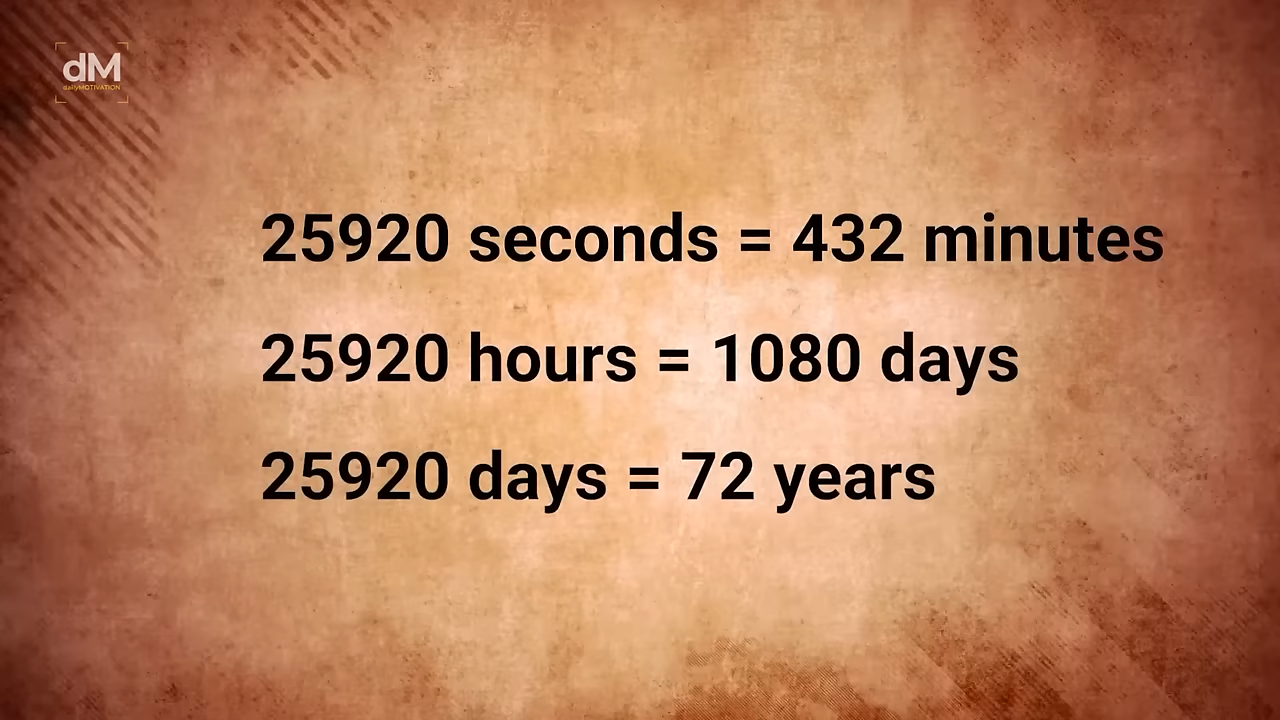 dM
dailyMOTIVATION
25920 seconds = 432 minutes
25920 hours = 1080 days
25920 days = 72 years